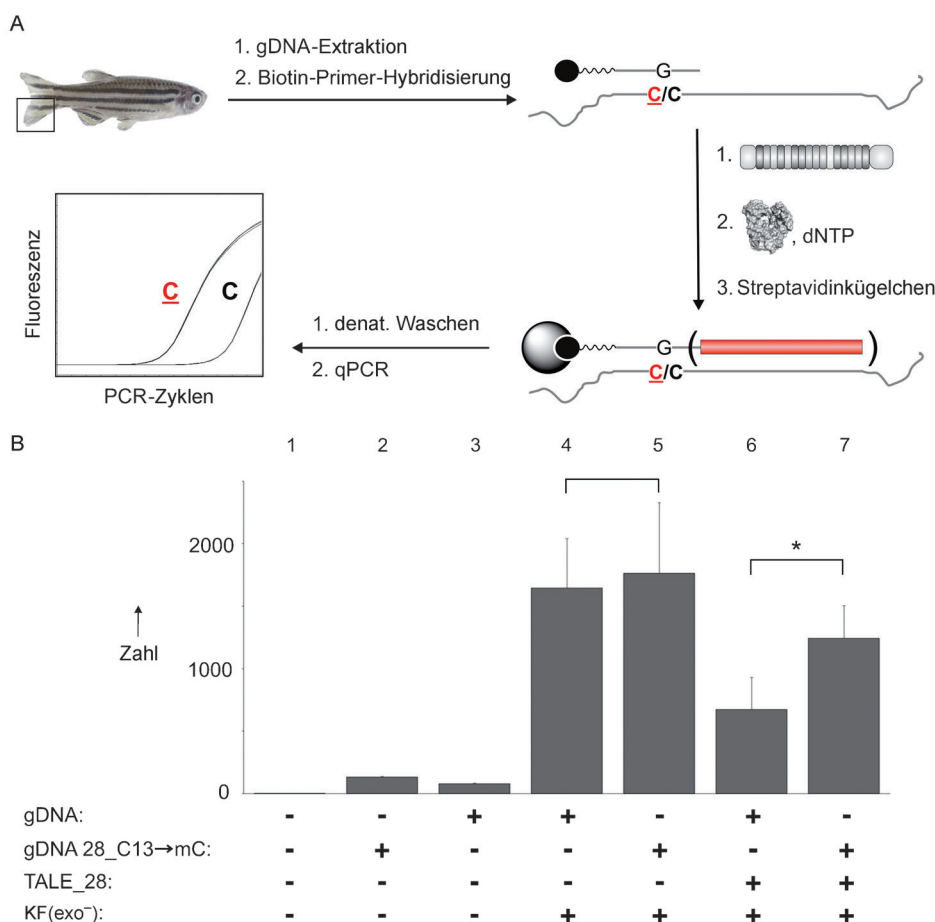 A
1. gDNA-Extraktion
2. Biotin-Primer-Hybridisierung
G
C/C
1.
2. , dNTP
3. Streptavidinkügelchen
Fluoreszenz
C C
PCR-Zyklen
1. denat. Waschen
2. qPCR
G
( )
C/C
B
1 2 3 4 5 6 7
2000
*
Zahl
1000
0
gDNA: - - + + - + -
gDNA 28_C13→mC: - + - - + - +
TALE_28: - - - - - + +
KF(exo⁻): - - - + + + +